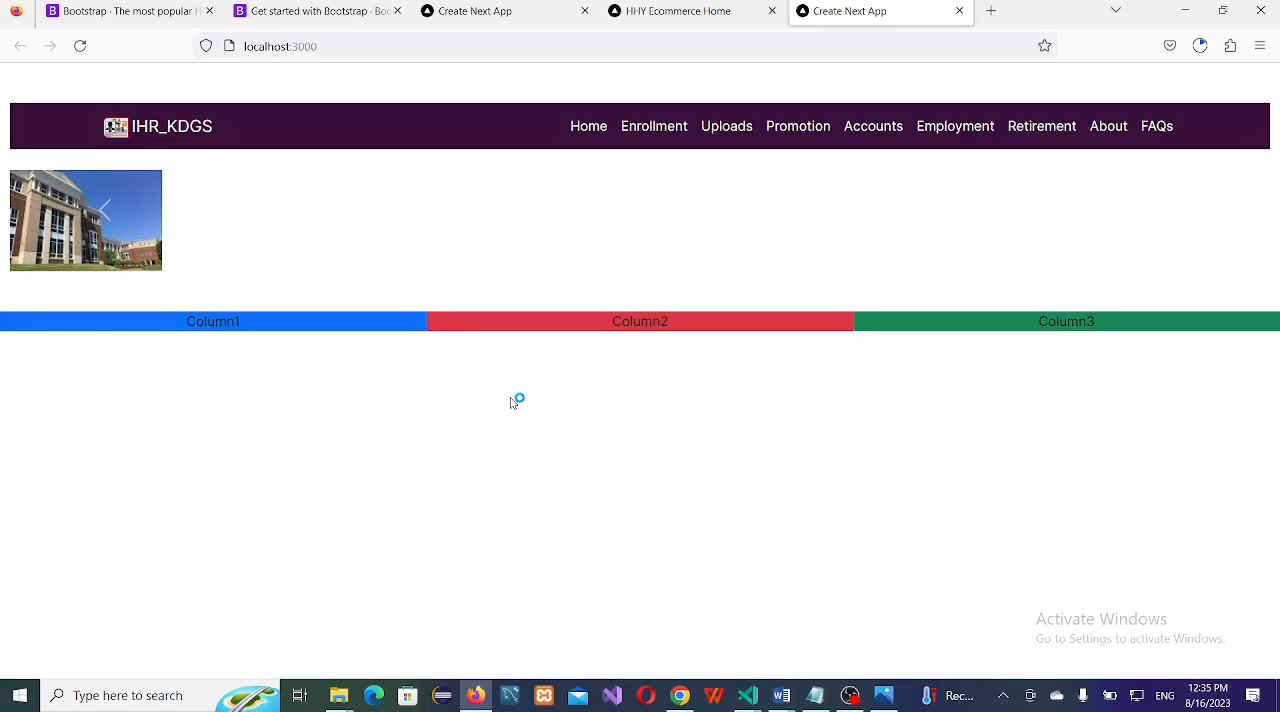 Bootstrap · The most popular H
Get started with Bootstrap · Boo
Create Next App
HHY Ecommerce Home
Create Next App
localhost:3000
IHR_KDGS
Home Enrollment Uploads Promotion Accounts Employment Retirement About FAQs
Column1 Column2 Column3
Activate Windows
Go to Settings to activate Windows.
Type here to search
Rec...
ENG
12:35 PM
8/16/2023